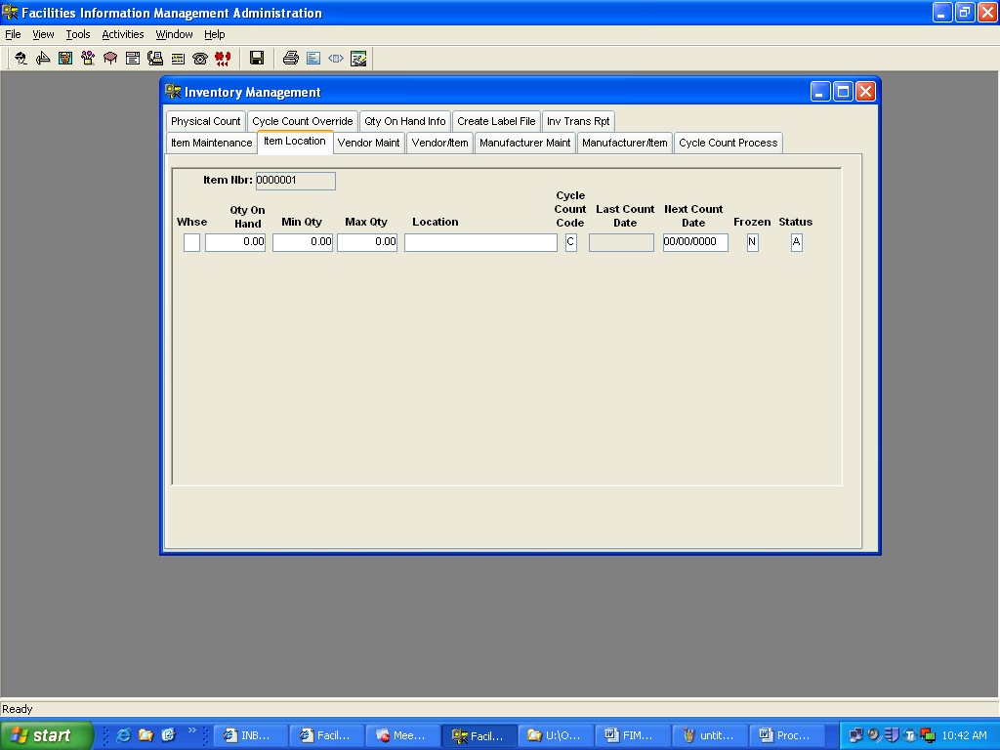 Facilities Information Management Administration
File View Tools Activities Window Help
Inventory Management
Physical Count Cycle Count Override Qty On Hand Info Create Label File Inv Trans Rpt
Item Maintenance Item Location Vendor Maint Vendor/Item Manufacturer Maint Manufacturer/Item Cycle Count Process
Item Nbr: 0000001
Whse Qty On Hand Min Qty Max Qty Location Cycle Count Code Last Count Date Next Count Date Frozen Status
0.00 0.00 0.00 C 00/00/0000 N A
Ready
start INB... Facil... Mee... Facil... U:\O... FIM... untit... Proc... 10:42 AM